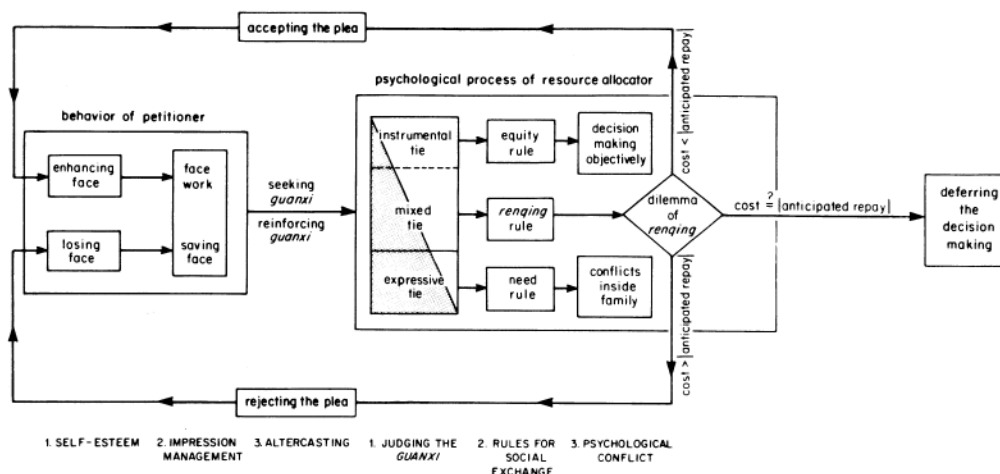 accepting the plea
psychological process of resource allocator
behavior of petitioner
enhancing
face
face
work
losing
face
saving
face
seeking
guanxi
reinforcing
guanxi
instrumental
tie
mixed
tie
expressive
tie
equity
rule
renqing
rule
need
rule
decision
making
objectively
conflicts
inside
family
dilemma
of
renqing
cost < |anticipated repay|
cost ?= |anticipated repay|
cost > |anticipated repay|
deferring
the
decision
making
rejecting the plea
1. SELF-ESTEEM
2. IMPRESSION
MANAGEMENT
3. ALTERCASTING
1. JUDGING THE
GUANXI
2. RULES FOR
SOCIAL
EXCHANGE
3. PSYCHOLOGICAL
CONFLICT